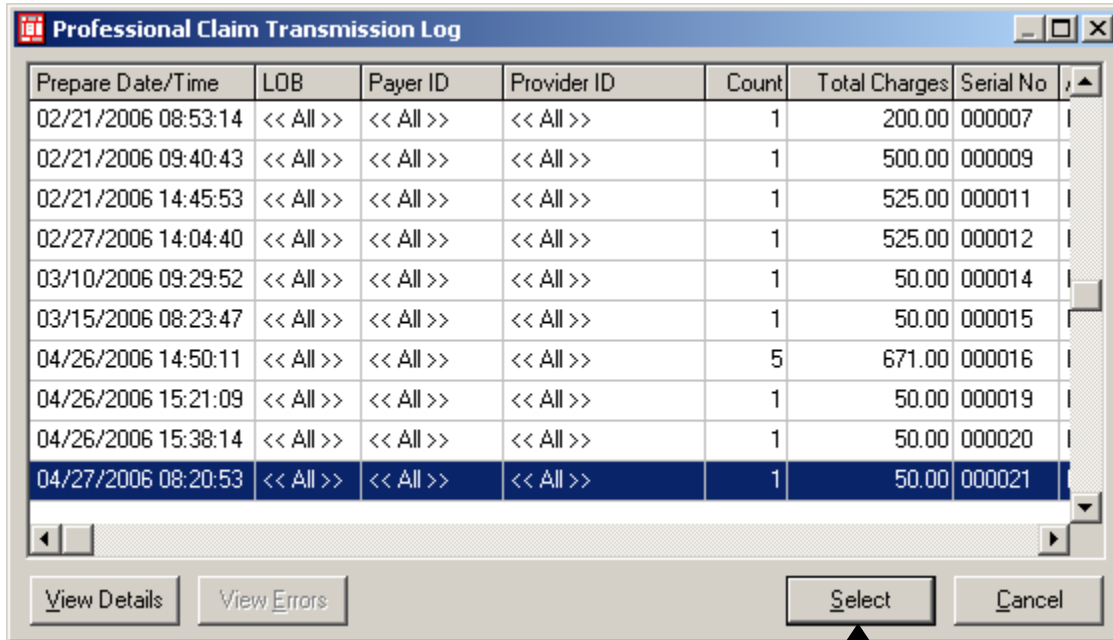 Professional Claim Transmission Log
Prepare Date/Time LOB Payer ID Provider ID Count Total Charges Serial No
02/21/2006 08:53:14 << All >> << All >> << All >> 1 200.00 000007
02/21/2006 09:40:43 << All >> << All >> << All >> 1 500.00 000009
02/21/2006 14:45:53 << All >> << All >> << All >> 1 525.00 000011
02/27/2006 14:04:40 << All >> << All >> << All >> 1 525.00 000012
03/10/2006 09:29:52 << All >> << All >> << All >> 1 50.00 000014
03/15/2006 08:23:47 << All >> << All >> << All >> 1 50.00 000015
04/26/2006 14:50:11 << All >> << All >> << All >> 5 671.00 000016
04/26/2006 15:21:09 << All >> << All >> << All >> 1 50.00 000019
04/26/2006 15:38:14 << All >> << All >> << All >> 1 50.00 000020
04/27/2006 08:20:53 << All >> << All >> << All >> 1 50.00 000021
View Details View Errors Select Cancel